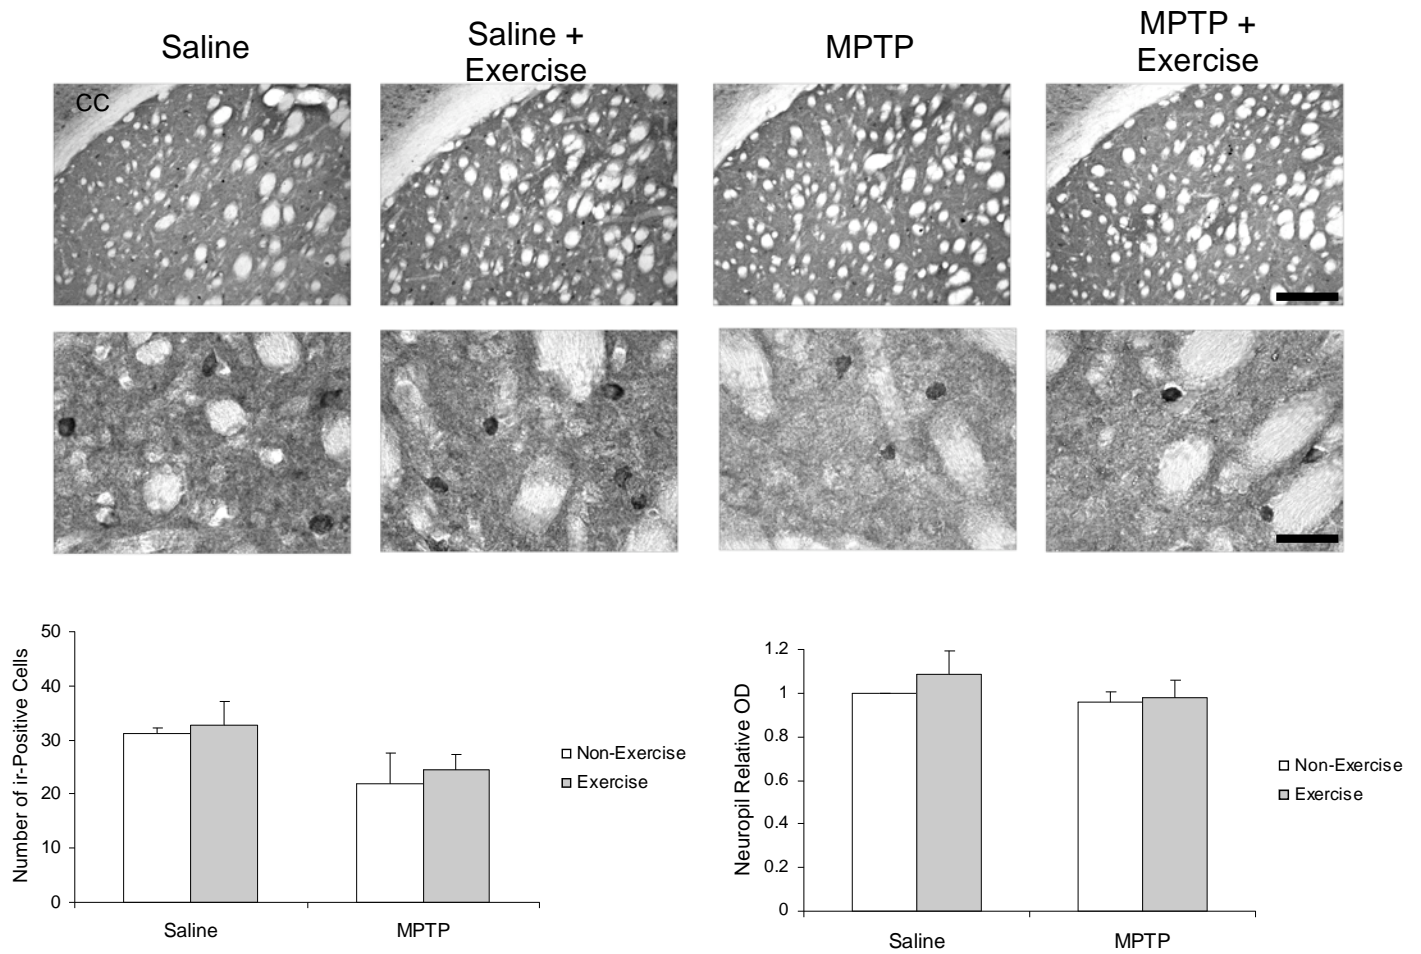 Saline
Saline +
Exercise
MPTP
MPTP +
Exercise
CC
50
40
30
20
10
0
Number of ir-Positive Cells
Saline
MPTP
Non-Exercise
Exercise
1.2
1
0.8
0.6
0.4
0.2
0
Neuropil Relative OD
Saline
MPTP
Non-Exercise
Exercise